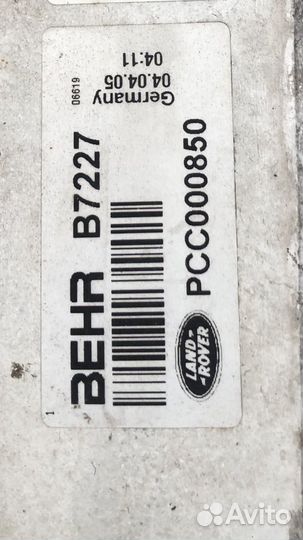 BEHR B7227
06619
Germany
04.04.05
04:11
1
LAND-
-ROVER
PCC000850
Avito